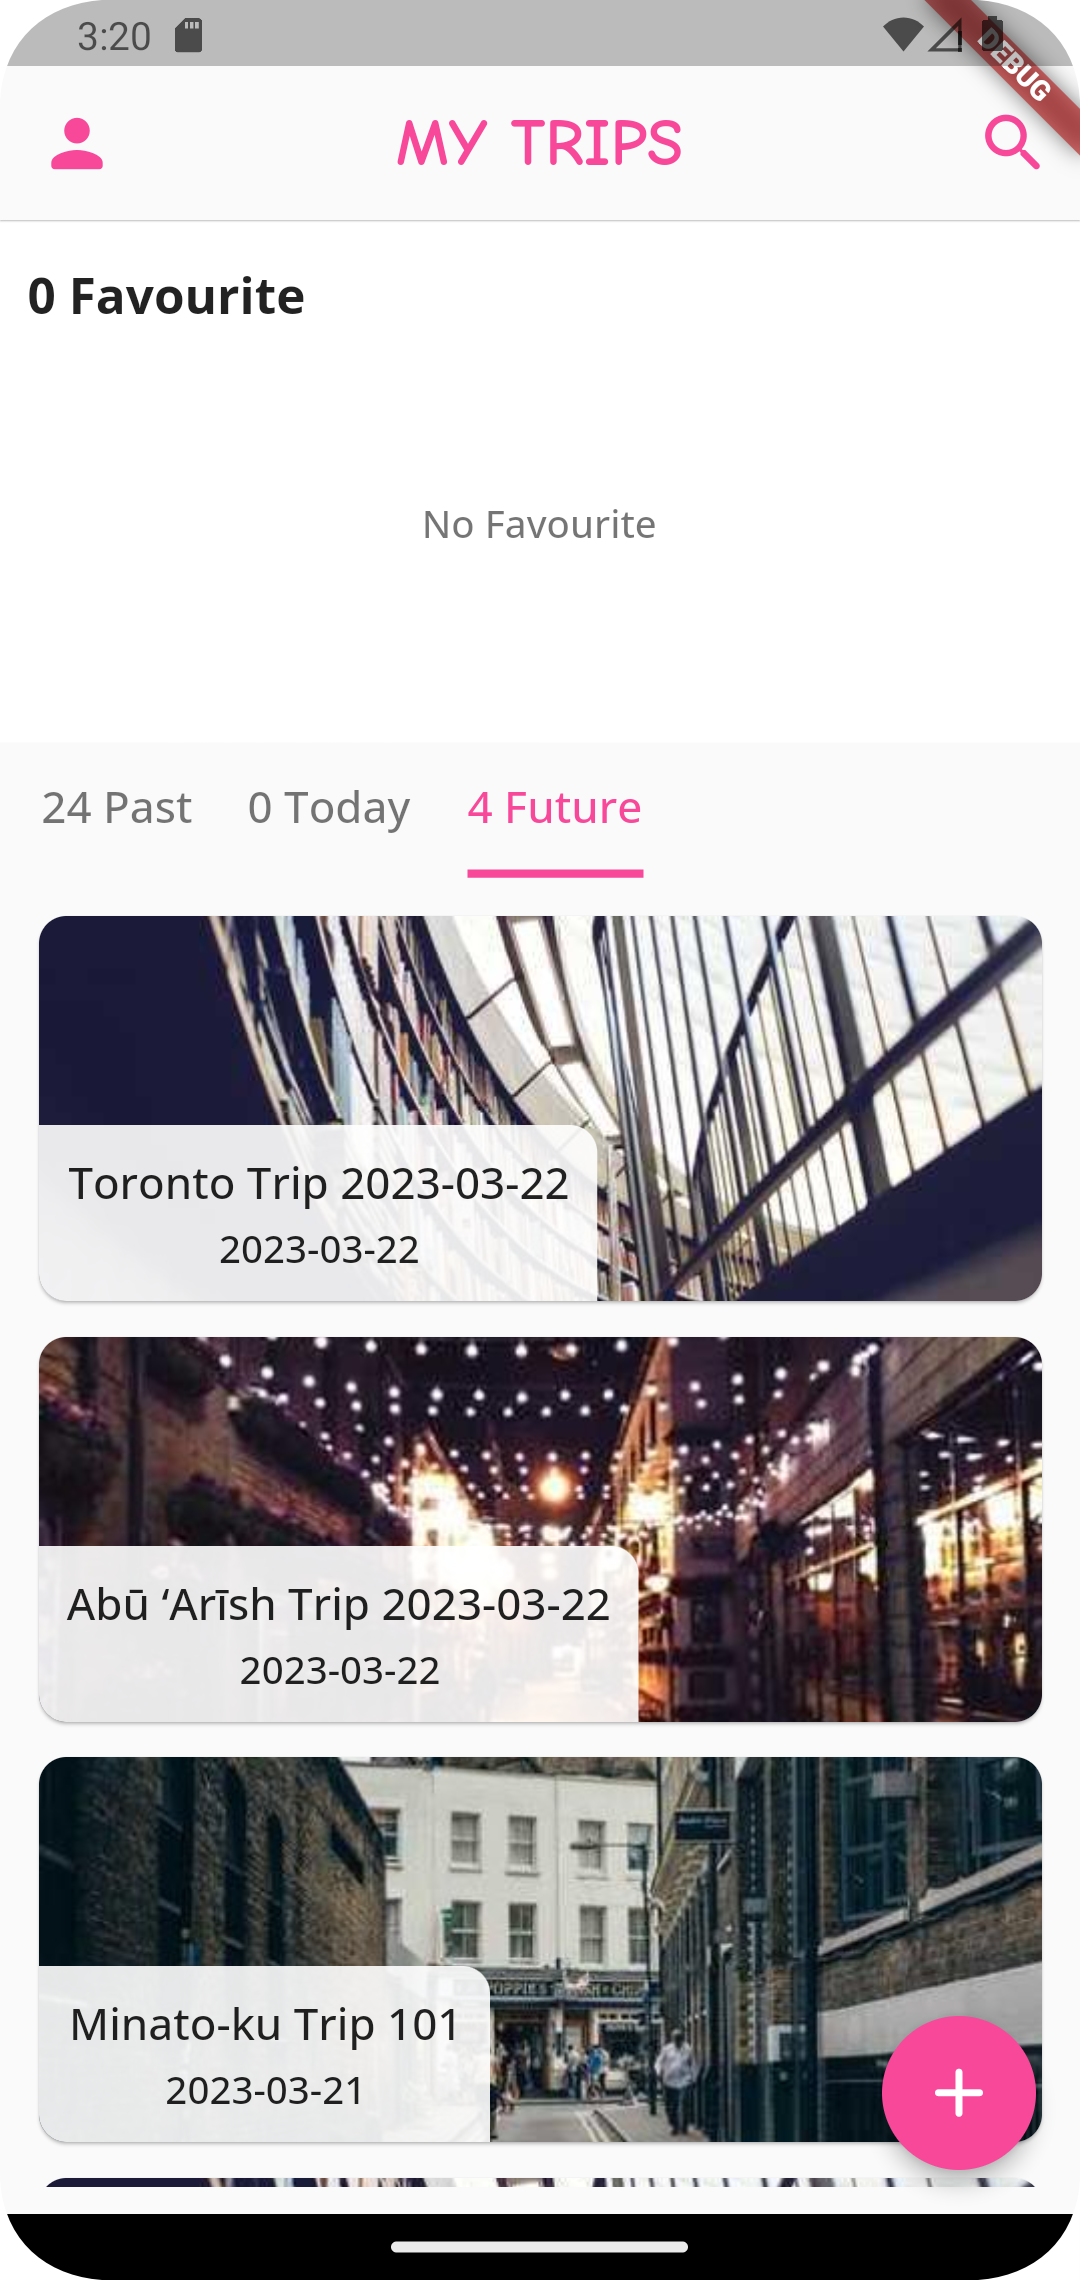 3:20
DEBUG
MY TRIPS
0 Favourite
No Favourite
24 Past
0 Today
4 Future
Toronto Trip 2023-03-22
2023-03-22
Abū ‘Arīsh Trip 2023-03-22
2023-03-22
POPPIE'S
Minato-ku Trip 101
2023-03-21